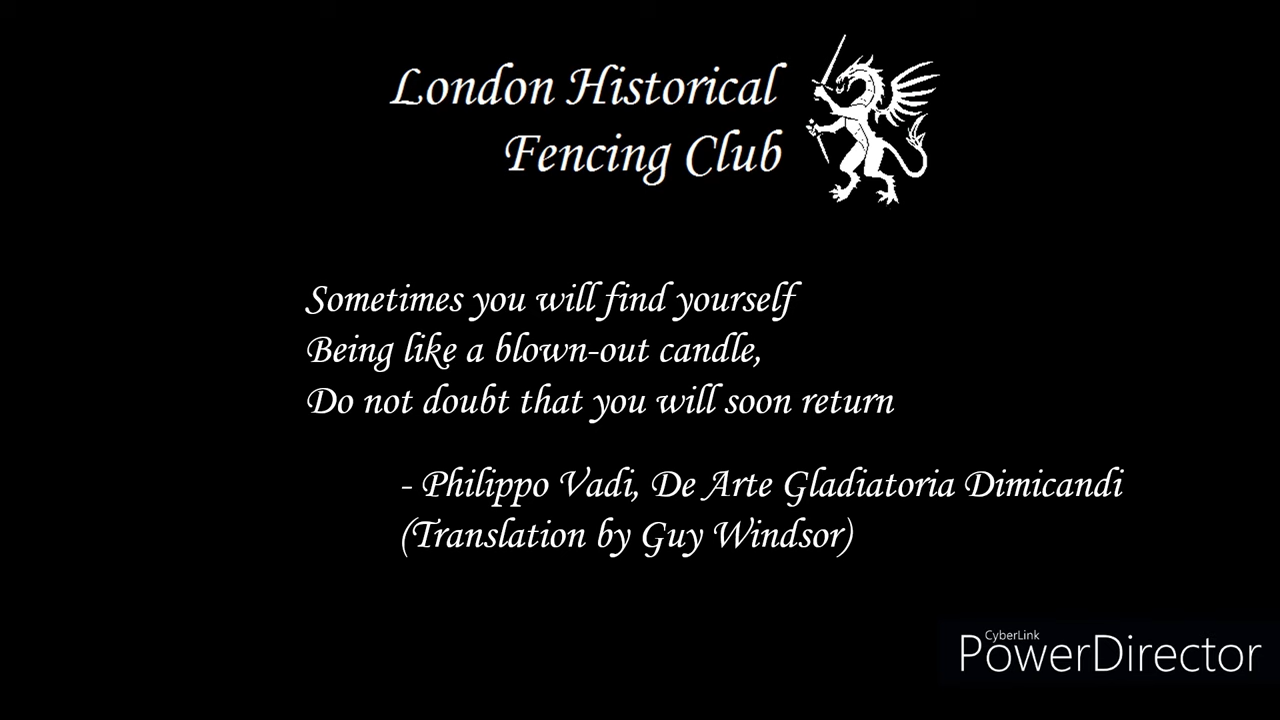 London Historical
Fencing Club
Sometimes you will find yourself
Being like a blown-out candle,
Do not doubt that you will soon return
- Philippo Vadi, De Arte Gladiatoria Dimicandi
(Translation by Guy Windsor)
CyberLink
PowerDirector